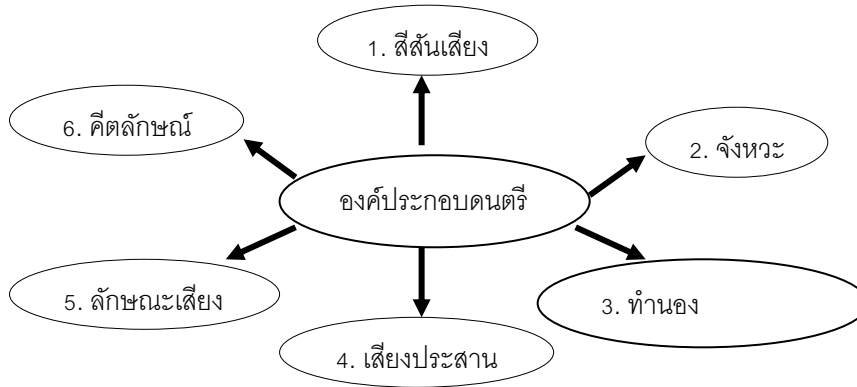 1. สีสันเสียง
6. คีตลักษณ์
2. จังหวะ
องค์ประกอบดนตรี
5. ลักษณะเสียง
3. ทำนอง
4. เสียงประสาน